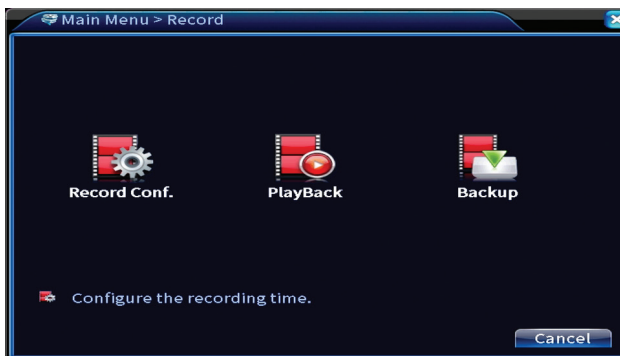 Main Menu > Record
Record Conf.
PlayBack
Backup
Configure the recording time.
Cancel